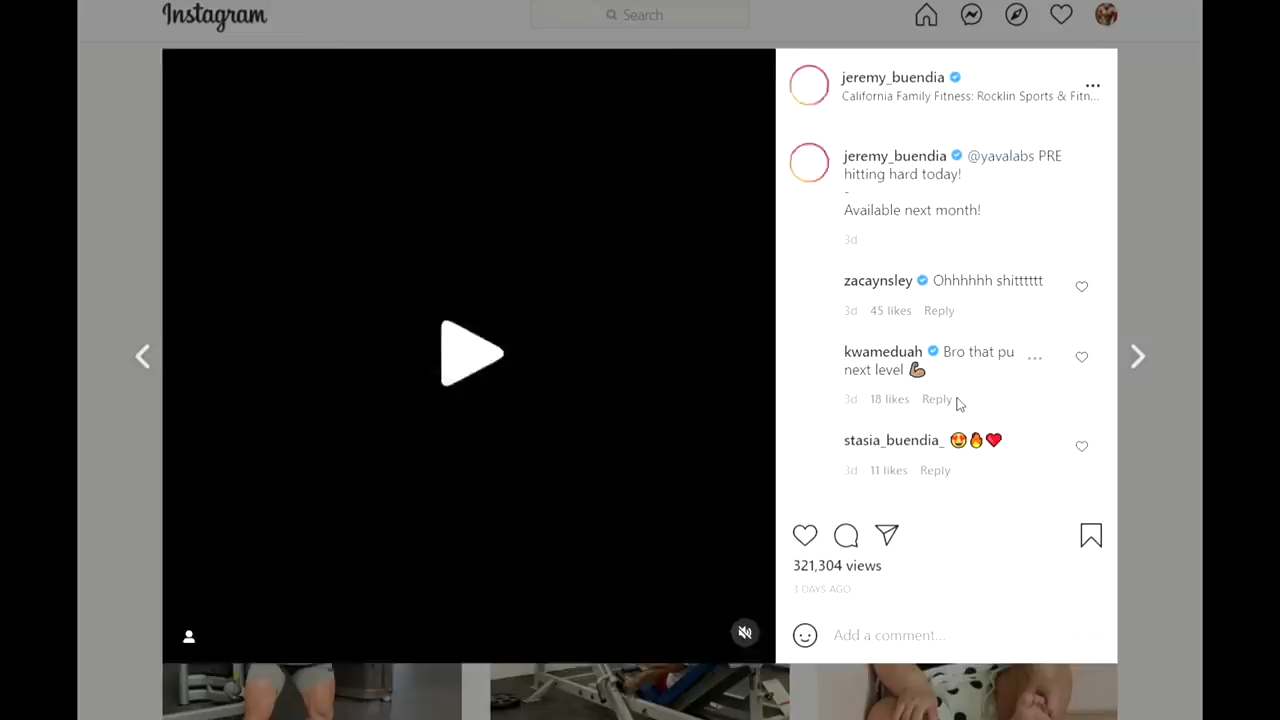 Instagram
Search
jeremy_buendia
California Family Fitness: Rocklin Sports & Fitn...
jeremy_buendia @yavalabs PRE
hitting hard today!
-
Available next month!
3d
zacaynsley Ohhhhhh shitttttt
3d 45 likes Reply
kwameduah Bro that pu
next level 💪🏽
3d 18 likes Reply
stasia_buendia_ 😍🔥❤️
3d 11 likes Reply
321,304 views
3 DAYS AGO
Add a comment...